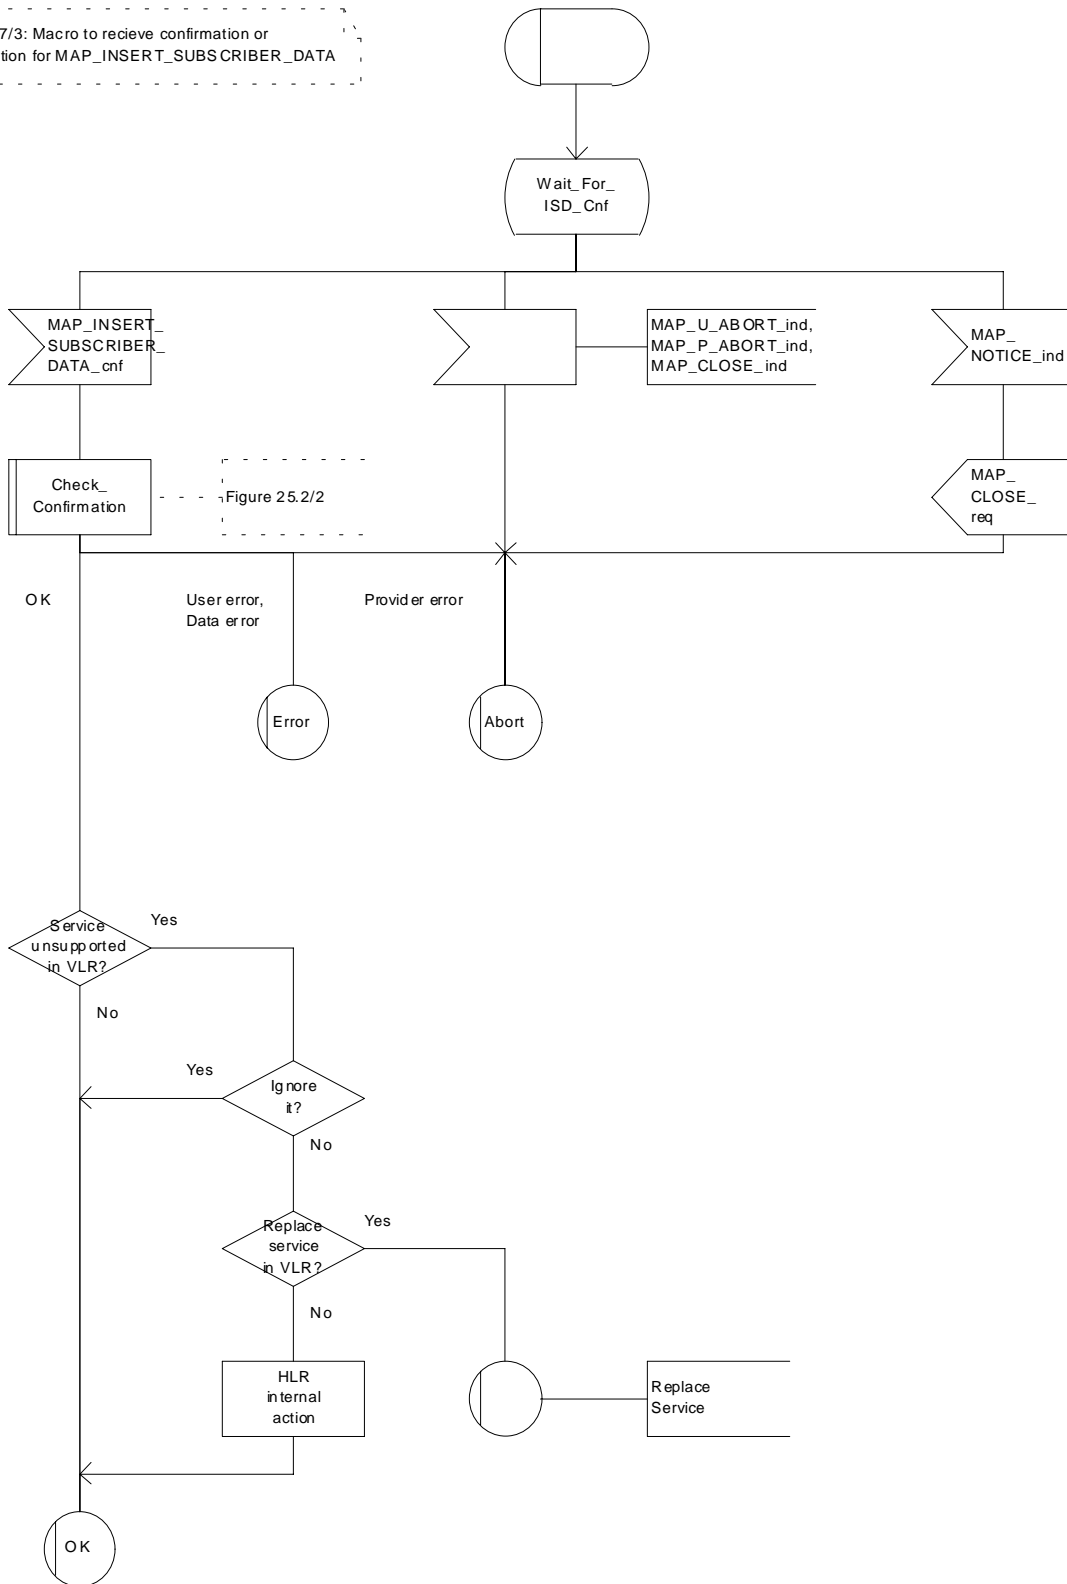 7/3: Macro to recieve confirmation or
tion for MAP_INSERT_SUBSCRIBER_DATA
Wait_For_
ISD_Cnf
MAP_INSERT_
SUBSCRIBER_
DATA_cnf
MAP_U_ABORT_ind,
MAP_P_ABORT_ind,
MAP_CLOSE_ind
MAP_
NOTICE_ind
Check_
Confirmation
Figure 25.2/2
MAP_
CLOSE_
req
OK
User error,
Data error
Provider error
Error
Abort
Service
unsupported
in VLR?
Yes
No
Yes
Ignore
it?
No
Replace
service
in VLR?
Yes
No
HLR
internal
action
Replace
Service
OK